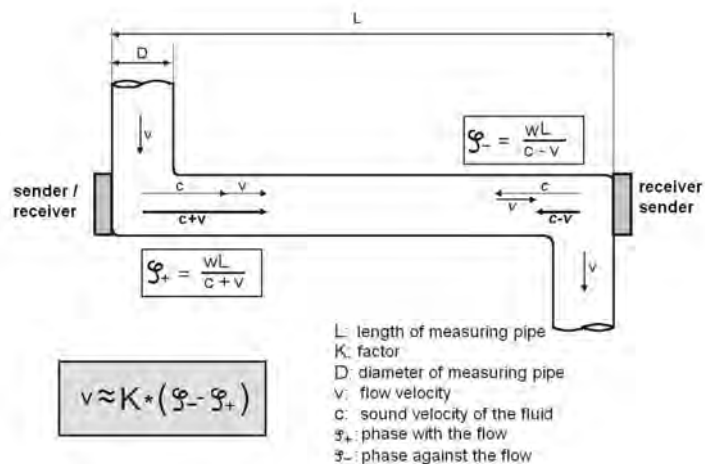 L
D
v
φ₋ = wL / c - v
sender / receiver
c v
c+v
c
v c-v
receiver sender
φ₊ = wL / c + v
v
L: length of measuring pipe
K: factor
D: diameter of measuring pipe
v: flow velocity
c: sound velocity of the fluid
φ₊: phase with the flow
φ₋: phase against the flow
v ≈ K * (φ₋ - φ₊)